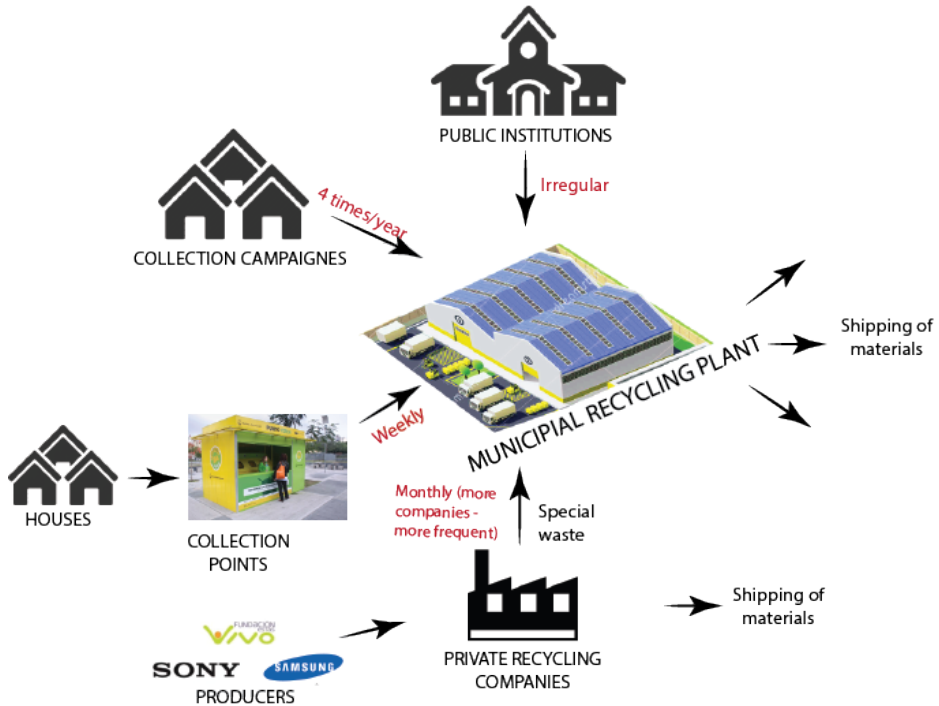 PUBLIC INSTITUTIONS
Irregular
4 times/year
COLLECTION CAMPAIGNES
Shipping of
materials
MUNICIPIAL RECYCLING PLANT
Weekly
HOUSES
COLLECTION
POINTS
Monthly (more
companies -
more frequent)
Special
waste
FUNDACION
VIVO
SONY
SAMSUNG
PRODUCERS
PRIVATE RECYCLING
COMPANIES
Shipping of
materials